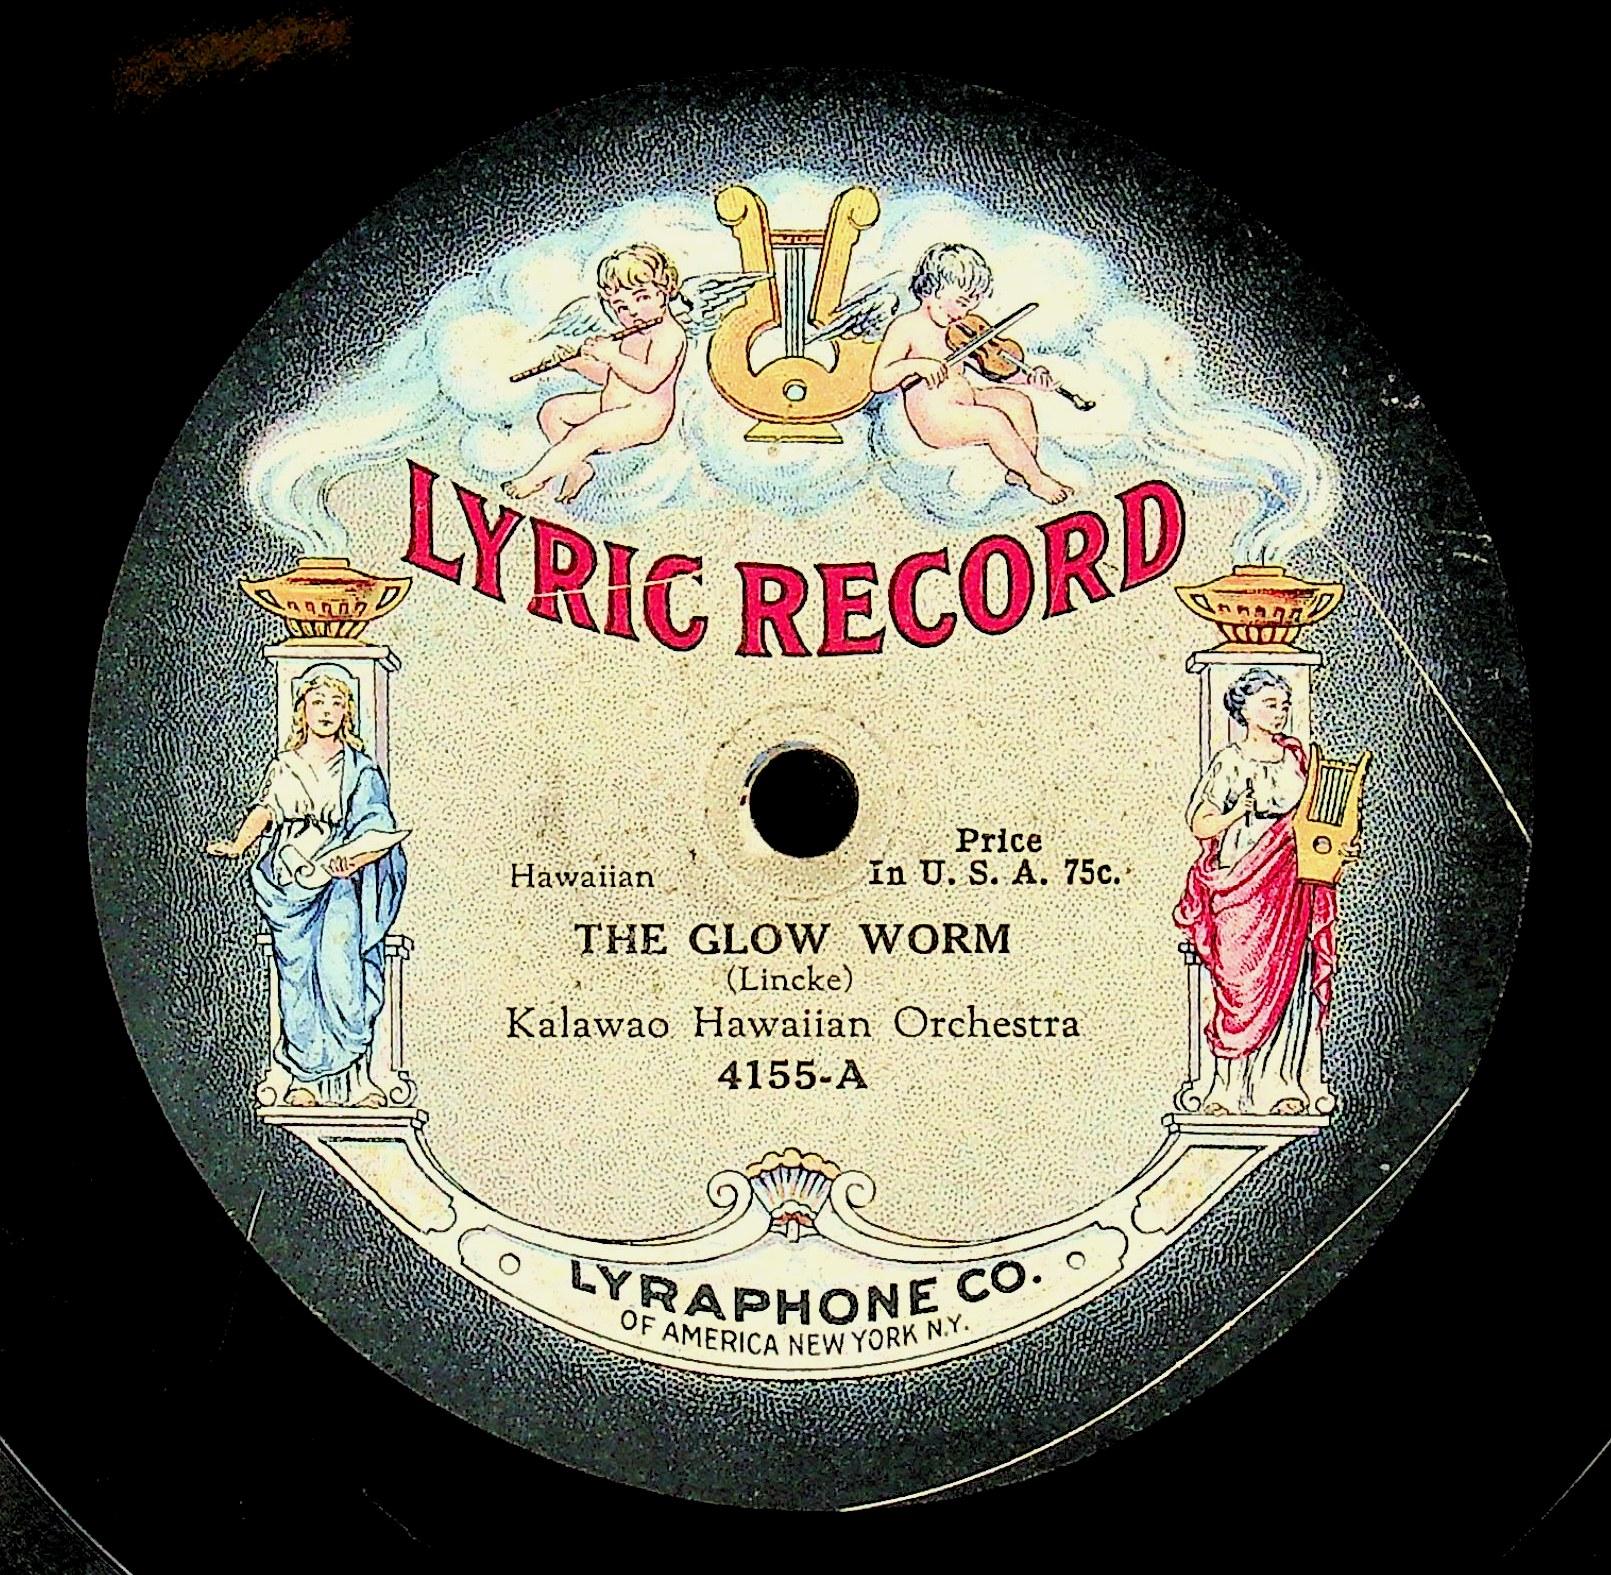 LYRIC RECORD
Hawaiian
Price
In U. S. A. 75c.
THE GLOW WORM
(Lincke)
Kalawao Hawaiian Orchestra
4155-A
LYRAPHONE CO.
OF AMERICA NEW YORK N.Y.